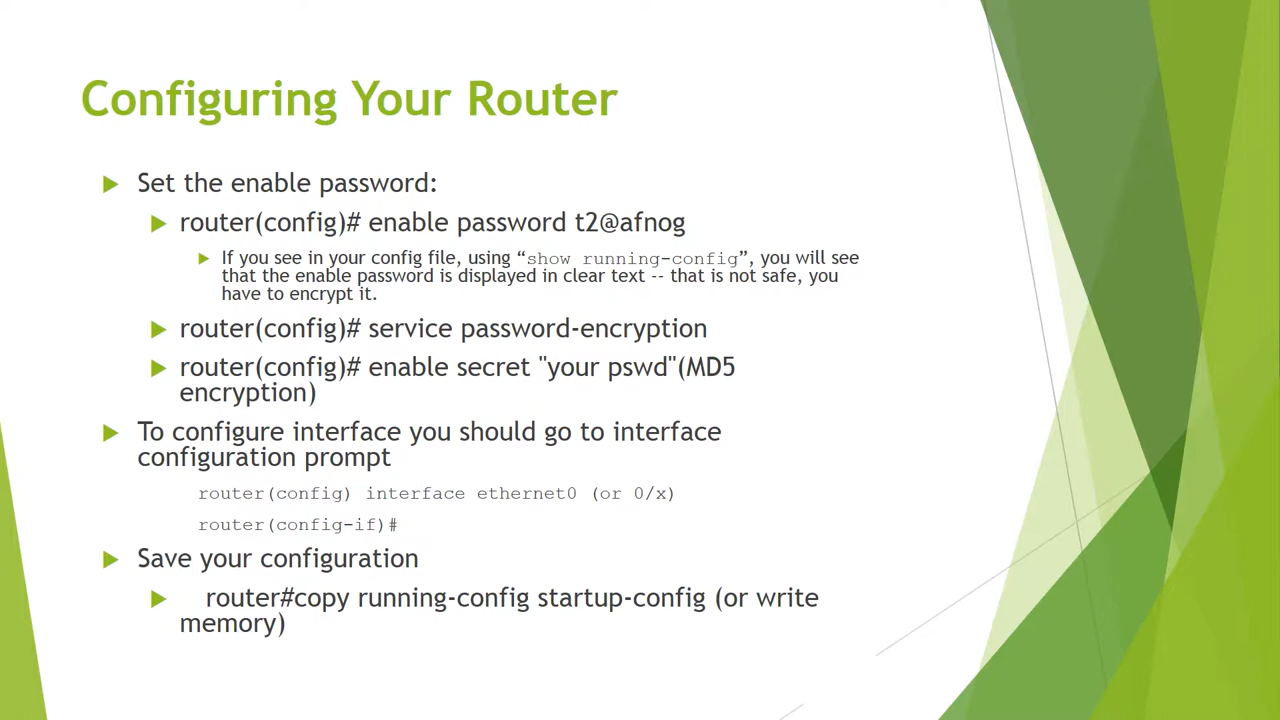 Configuring Your Router
Set the enable password:
router(config)# enable password t2@afnog
If you see in your config file, using “show running-config”, you will see
that the enable password is displayed in clear text -- that is not safe, you
have to encrypt it.
router(config)# service password-encryption
router(config)# enable secret "your pswd"(MD5
encryption)
To configure interface you should go to interface
configuration prompt
router(config) interface ethernet0 (or 0/x)
router(config-if)#
Save your configuration
router#copy running-config startup-config (or write
memory)